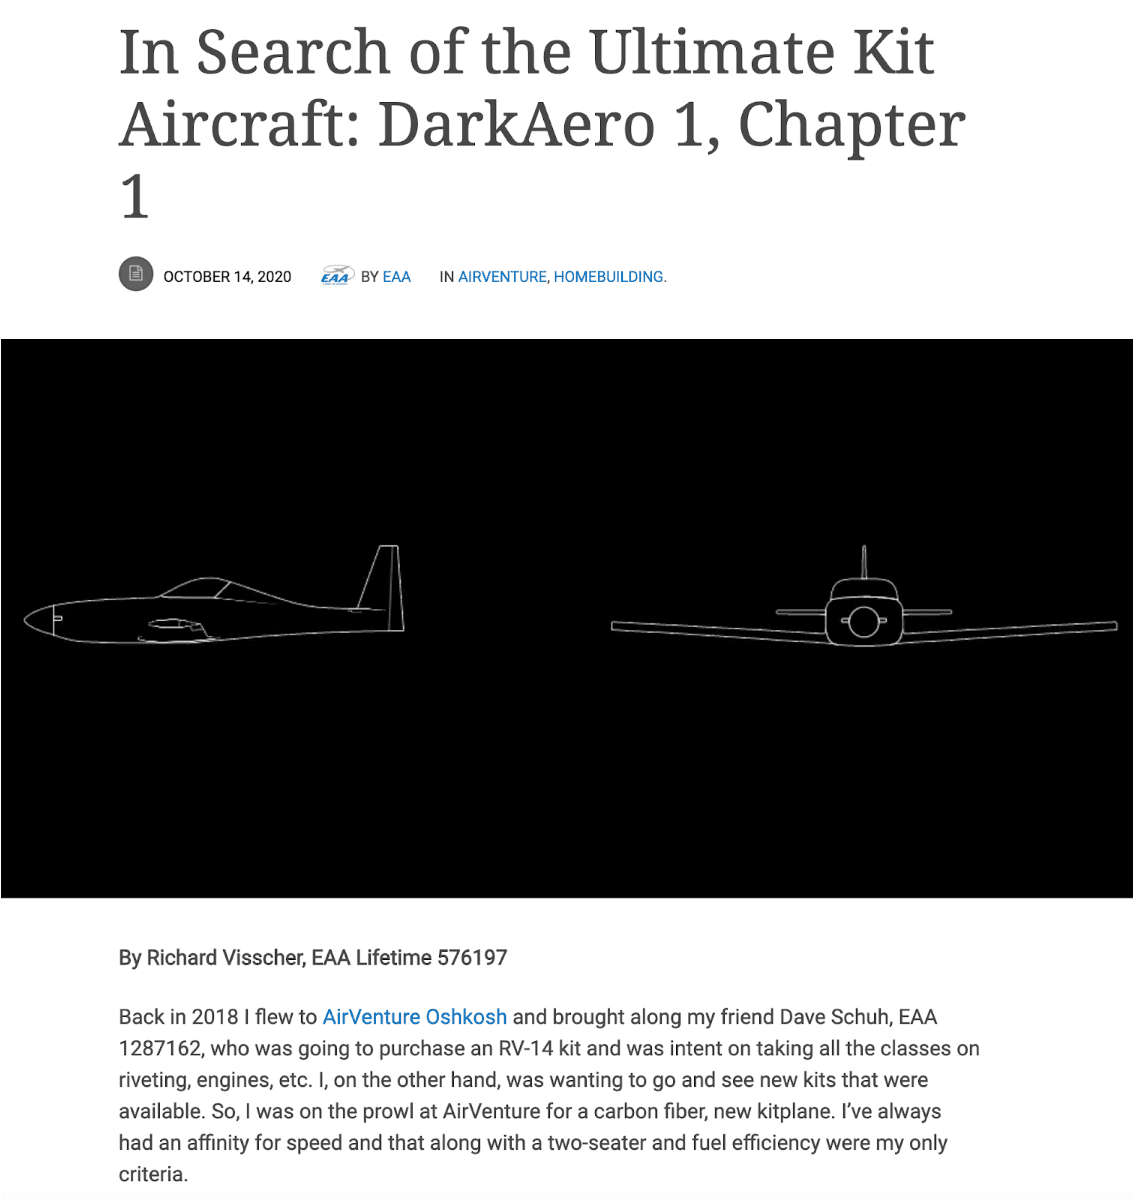 In Search of the Ultimate Kit
Aircraft: DarkAero 1, Chapter
1
OCTOBER 14, 2020 EAA BY EAA IN AIRVENTURE, HOMEBUILDING.
By Richard Visscher, EAA Lifetime 576197
Back in 2018 I flew to AirVenture Oshkosh and brought along my friend Dave Schuh, EAA
1287162, who was going to purchase an RV-14 kit and was intent on taking all the classes on
riveting, engines, etc. I, on the other hand, was wanting to go and see new kits that were
available. So, I was on the prowl at AirVenture for a carbon fiber, new kitplane. I’ve always
had an affinity for speed and that along with a two-seater and fuel efficiency were my only
criteria.